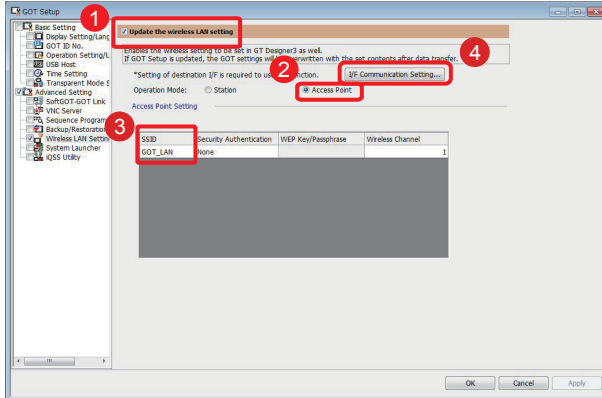 GOT Setup
Basic Setting
Display Setting/Lang
GOT ID No.
Operation Setting/U
USB Host
Time Setting
Transparent Mode S
Advanced Setting
SoftGOT-GOT Link
VNC Server
Sequence Program
Backup/Restoration
Wireless LAN Settin
System Launcher
iQSS Utility
1
Update the wireless LAN setting
Enables the wireless setting to be set in GT Designer3 as well.
If GOT Setup is updated, the GOT settings will overwritten with the set contents after data transfer.
4
*Setting of destination I/F is required to us nction.
I/F Communication Setting...
2
Operation Mode:
Station
Access Point
Access Point Setting
3
SSID Security Authentication WEP Key/Passphrase Wireless Channel
GOT_LAN None 1
OK Cancel Apply